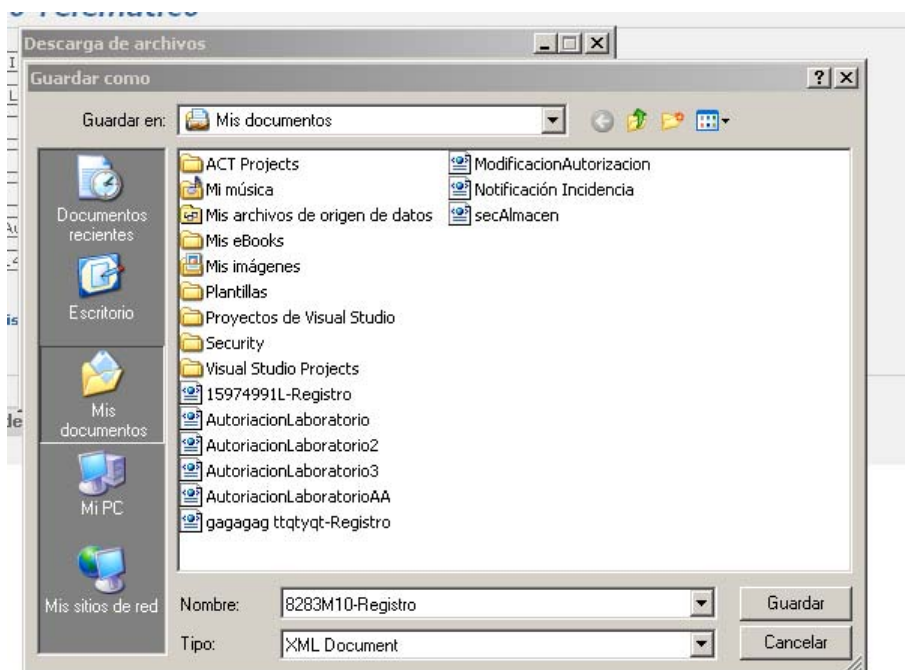 o Telemático
Descarga de archivos
Guardar como
Guardar en:
Mis documentos
Documentos
recientes
Escritorio
Mis
documentos
Mi PC
Mis sitios de red
ACT Projects
Mi música
Mis archivos de origen de datos
Mis eBooks
Mis imágenes
Plantillas
Proyectos de Visual Studio
Security
Visual Studio Projects
15974991L-Registro
AutoriacionLaboratorio
AutoriacionLaboratorio2
AutoriacionLaboratorio3
AutoriacionLaboratorioAA
gagagag ttqtyqt-Registro
ModificacionAutorizacion
Notificación Incidencia
secAlmacen
Nombre:
8283M10-Registro
Guardar
Tipo:
XML Document
Cancelar